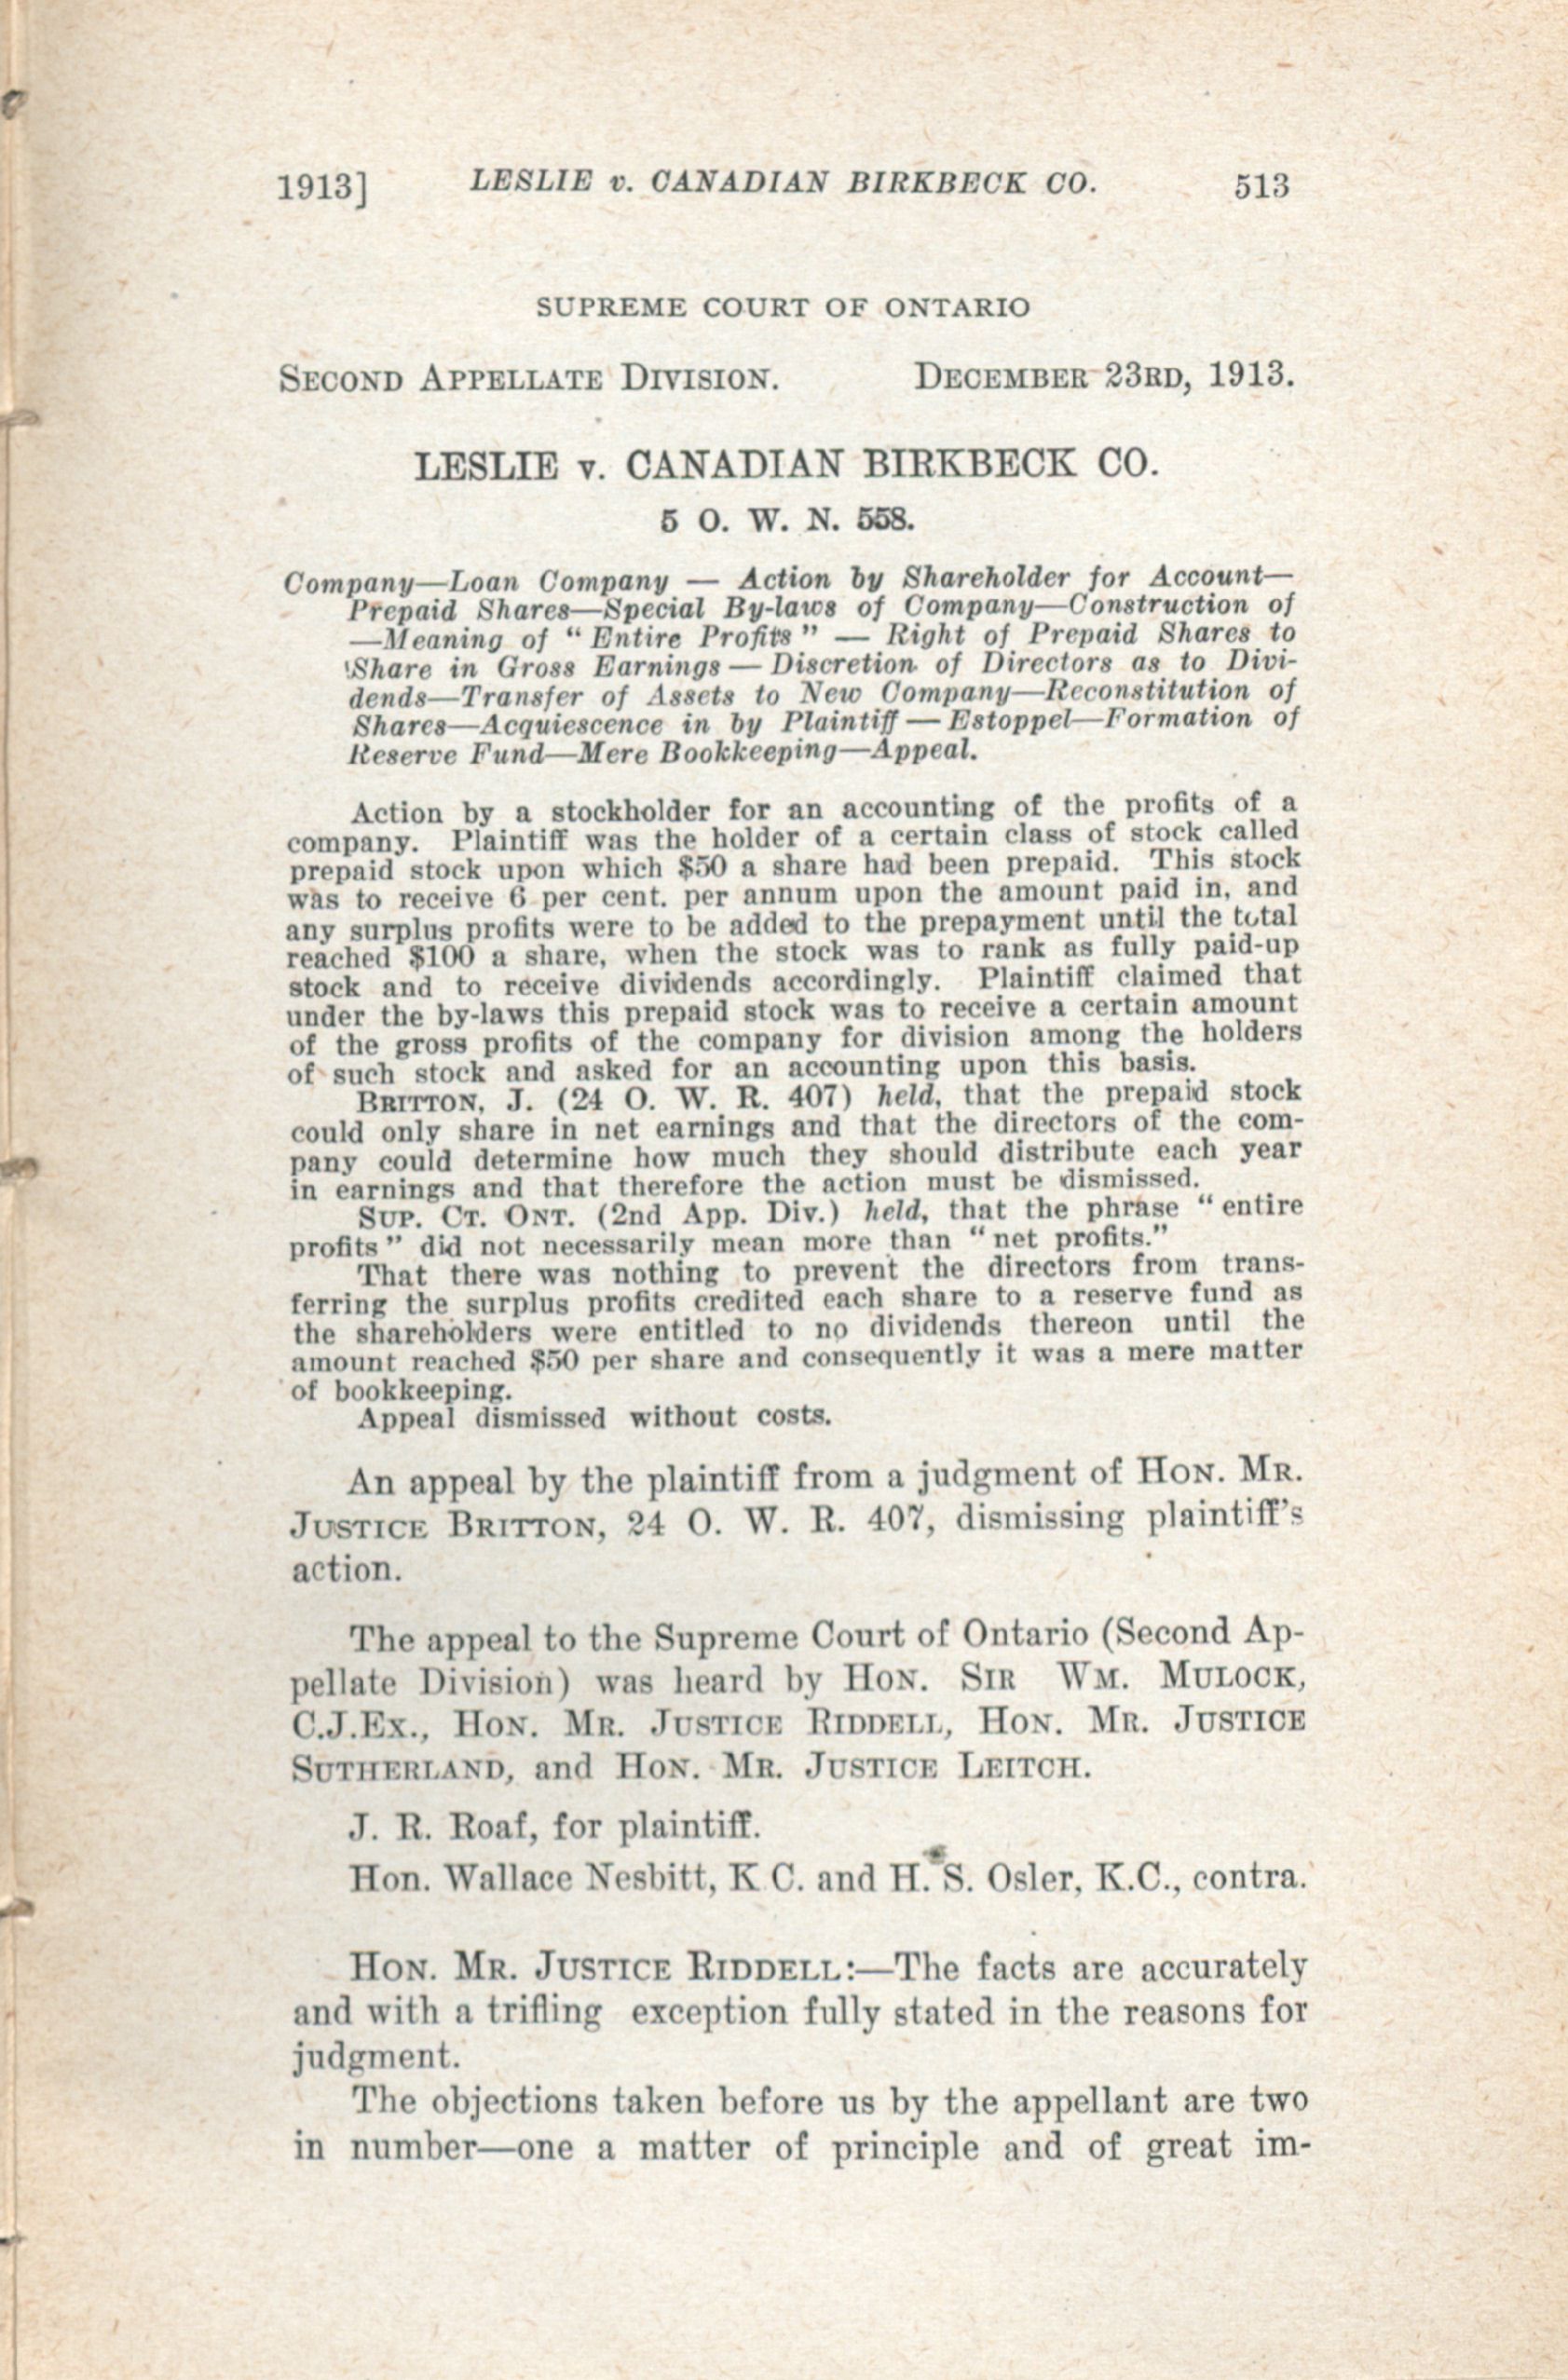 1913] LESLIE v. CANADIAN BIRKBECK CO. 513
SUPREME COURT OF ONTARIO
SECOND APPELLATE DIVISION. DECEMBER 23RD, 1913.
LESLIE v. CANADIAN BIRKBECK CO.
5 O. W. N. 558.
Company—Loan Company — Action by Shareholder for Account—
Prepaid Shares—Special By-laws of Company—Construction of
—Meaning of “ Entire Profits ” — Right of Prepaid Shares to
Share in Gross Earnings — Discretion of Directors as to Divi-
dends—Transfer of Assets to New Company—Reconstitution of
Shares—Acquiescence in by Plaintiff — Estoppel—Formation of
Reserve Fund—Mere Bookkeeping—Appeal.
Action by a stockholder for an accounting of the profits of a
company. Plaintiff was the holder of a certain class of stock called
prepaid stock upon which $50 a share had been prepaid. This stock
was to receive 6 per cent. per annum upon the amount paid in, and
any surplus profits were to be added to the prepayment until the total
reached $100 a share, when the stock was to rank as fully paid-up
stock and to receive dividends accordingly. Plaintiff claimed that
under the by-laws this prepaid stock was to receive a certain amount
of the gross profits of the company for division among the holders
of such stock and asked for an accounting upon this basis.
BRITTON, J. (24 O. W. R. 407) held, that the prepaid stock
could only share in net earnings and that the directors of the com-
pany could determine how much they should distribute each year
in earnings and that therefore the action must be dismissed.
SUP. CT. ONT. (2nd App. Div.) held, that the phrase “ entire
profits ” did not necessarily mean more than “ net profits.”
That there was nothing to prevent the directors from trans-
ferring the surplus profits credited each share to a reserve fund as
the shareholders were entitled to no dividends thereon until the
amount reached $50 per share and consequently it was a mere matter
of bookkeeping.
Appeal dismissed without costs.
An appeal by the plaintiff from a judgment of HON. MR.
JUSTICE BRITTON, 24 O. W. R. 407, dismissing plaintiff’s
action.
The appeal to the Supreme Court of Ontario (Second Ap-
pellate Division) was heard by HON. SIR WM. MULOCK,
C.J.EX., HON. MR. JUSTICE RIDDELL, HON. MR. JUSTICE
SUTHERLAND, and HON. MR. JUSTICE LEITCH.
J. R. Roaf, for plaintiff.
Hon. Wallace Nesbitt, K C. and H. S. Osler, K.C., contra.
HON. MR. JUSTICE RIDDELL:—The facts are accurately
and with a trifling exception fully stated in the reasons for
judgment.
The objections taken before us by the appellant are two
in number—one a matter of principle and of great im-